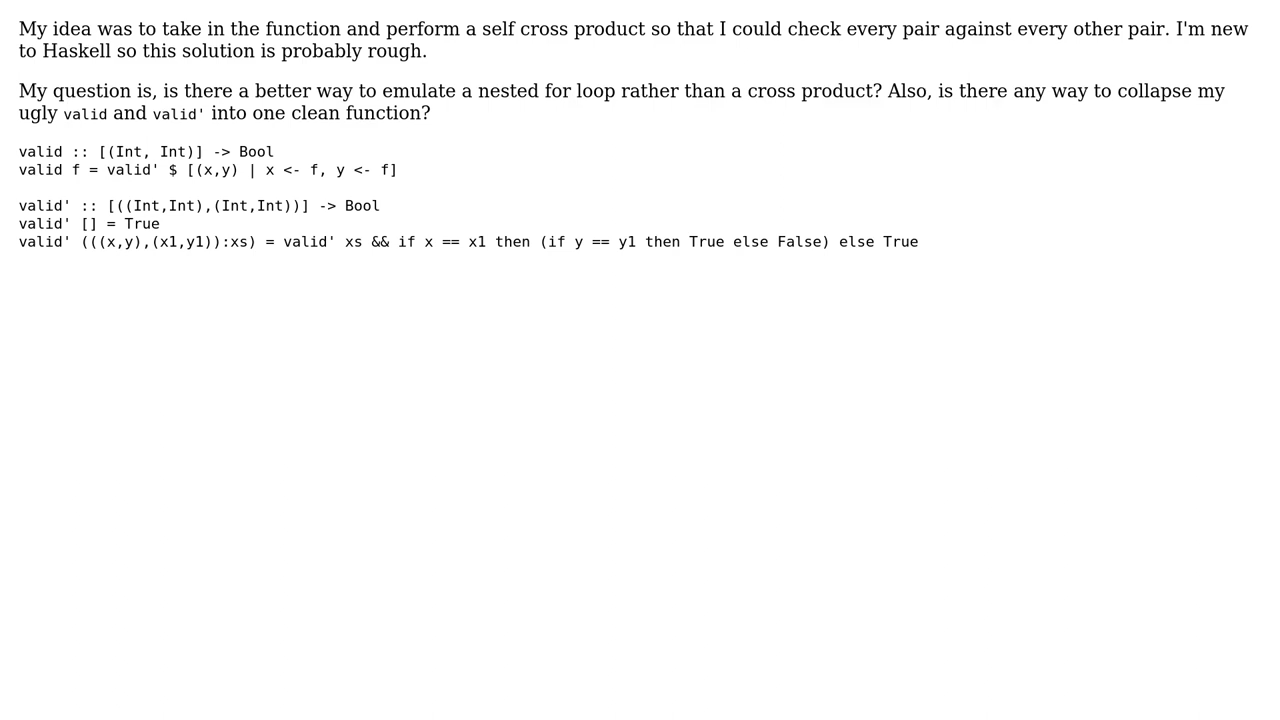 My idea was to take in the function and perform a self cross product so that I could check every pair against every other pair. I'm new
to Haskell so this solution is probably rough.
My question is, is there a better way to emulate a nested for loop rather than a cross product? Also, is there any way to collapse my
ugly valid and valid' into one clean function?
valid :: [(Int, Int)] -> Bool
valid f = valid' $ [(x,y) | x <- f, y <- f]
valid' :: [((Int,Int),(Int,Int))] -> Bool
valid' [] = True
valid' (((x,y),(x1,y1)):xs) = valid' xs && if x == x1 then (if y == y1 then True else False) else True